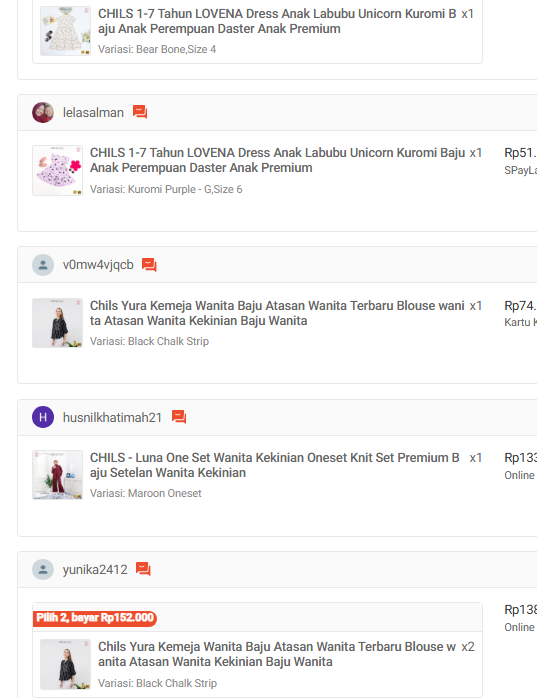 CHILS 1-7 Tahun LOVENA Dress Anak Labubu Unicorn Kuromi B x1
aju Anak Perempuan Daster Anak Premium
Variasi: Bear Bone,Size 4
lelasalman
CHILS 1-7 Tahun LOVENA Dress Anak Labubu Unicorn Kuromi Baju x1 Rp51.
Anak Perempuan Daster Anak Premium SPayLa
Variasi: Kuromi Purple - G,Size 6
v0mw4vjqcb
Chils Yura Kemeja Wanita Baju Atasan Wanita Terbaru Blouse wani x1 Rp74.
ta Atasan Wanita Kekinian Baju Wanita Kartu K
Variasi: Black Chalk Strip
H husnilkhatimah21
CHILS - Luna One Set Wanita Kekinian Oneset Knit Set Premium B x1 Rp133
aju Setelan Wanita Kekinian Online
Variasi: Maroon Oneset
yunika2412
Pilih 2, bayar Rp152.000 Rp138
Online
Chils Yura Kemeja Wanita Baju Atasan Wanita Terbaru Blouse w x2
anita Atasan Wanita Kekinian Baju Wanita
Variasi: Black Chalk Strip